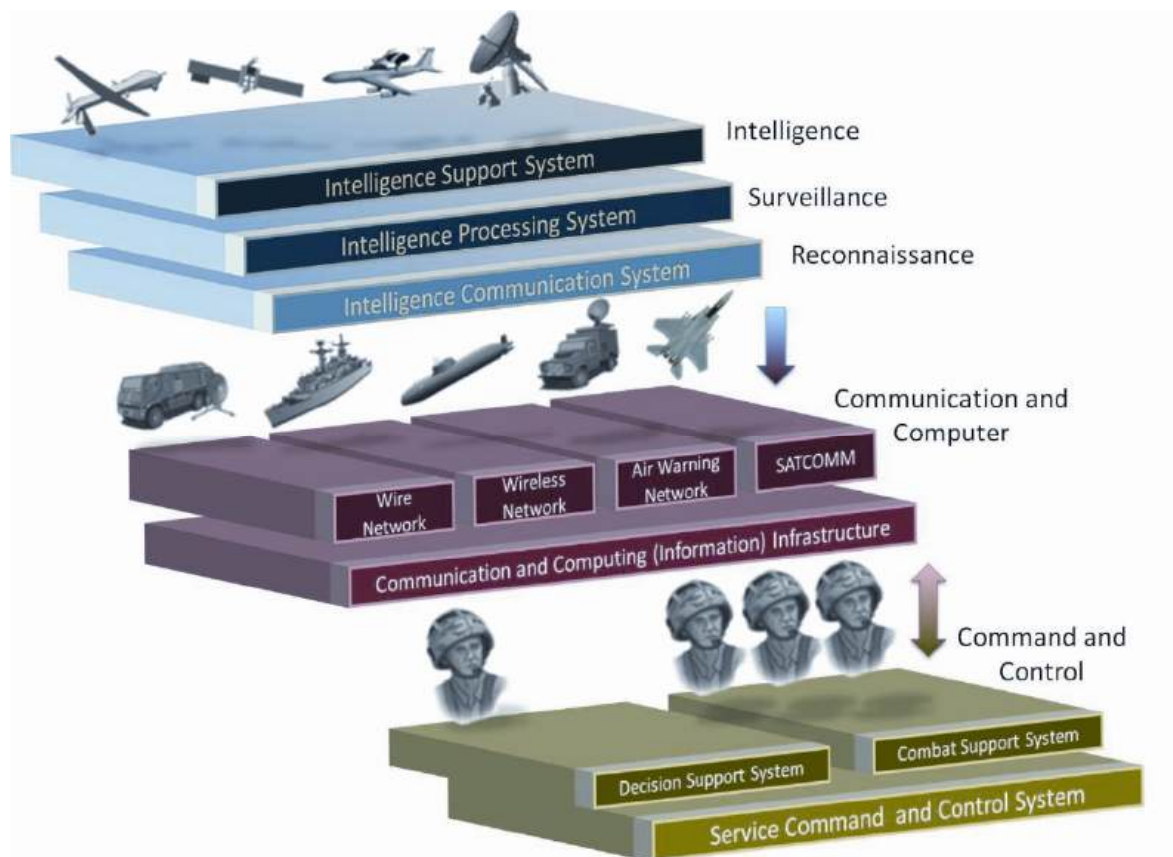 Intelligence
Intelligence Support System
Surveillance
Intelligence Processing System
Reconnaissance
Intelligence Communication System
Communication and
Computer
Wire
Network
Wireless
Network
Air Warning
Network
SATCOMM
Communication and Computing (Information) Infrastructure
Command and
Control
Decision Support System
Combat Support System
Service Command and Control System